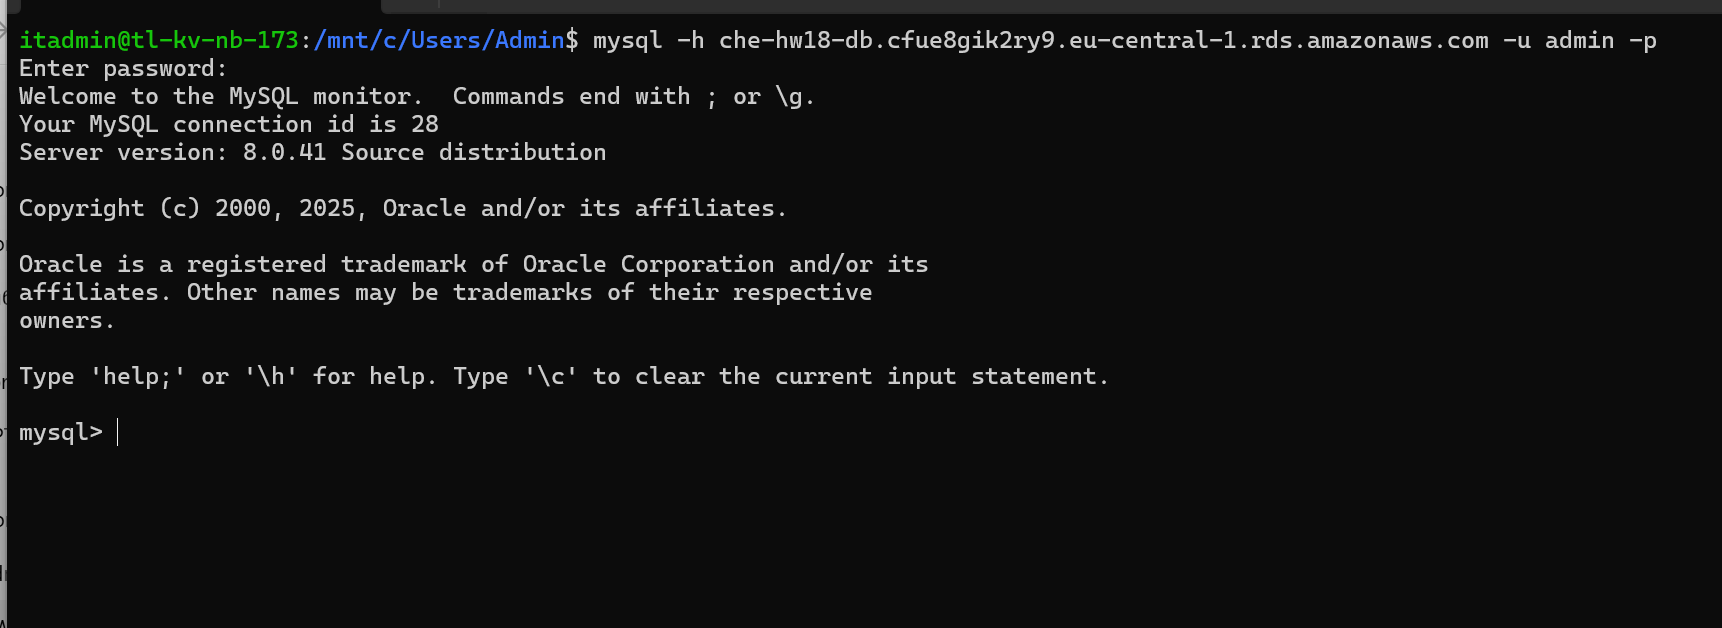 itadmin@tl-kv-nb-173:/mnt/c/Users/Admin$ mysql -h che-hw18-db.cfue8gik2ry9.eu-central-1.rds.amazonaws.com -u admin -p
Enter password:
Welcome to the MySQL monitor.  Commands end with ; or \g.
Your MySQL connection id is 28
Server version: 8.0.41 Source distribution

Copyright (c) 2000, 2025, Oracle and/or its affiliates.

Oracle is a registered trademark of Oracle Corporation and/or its
affiliates. Other names may be trademarks of their respective
owners.

Type 'help;' or '\h' for help. Type '\c' to clear the current input statement.

mysql>